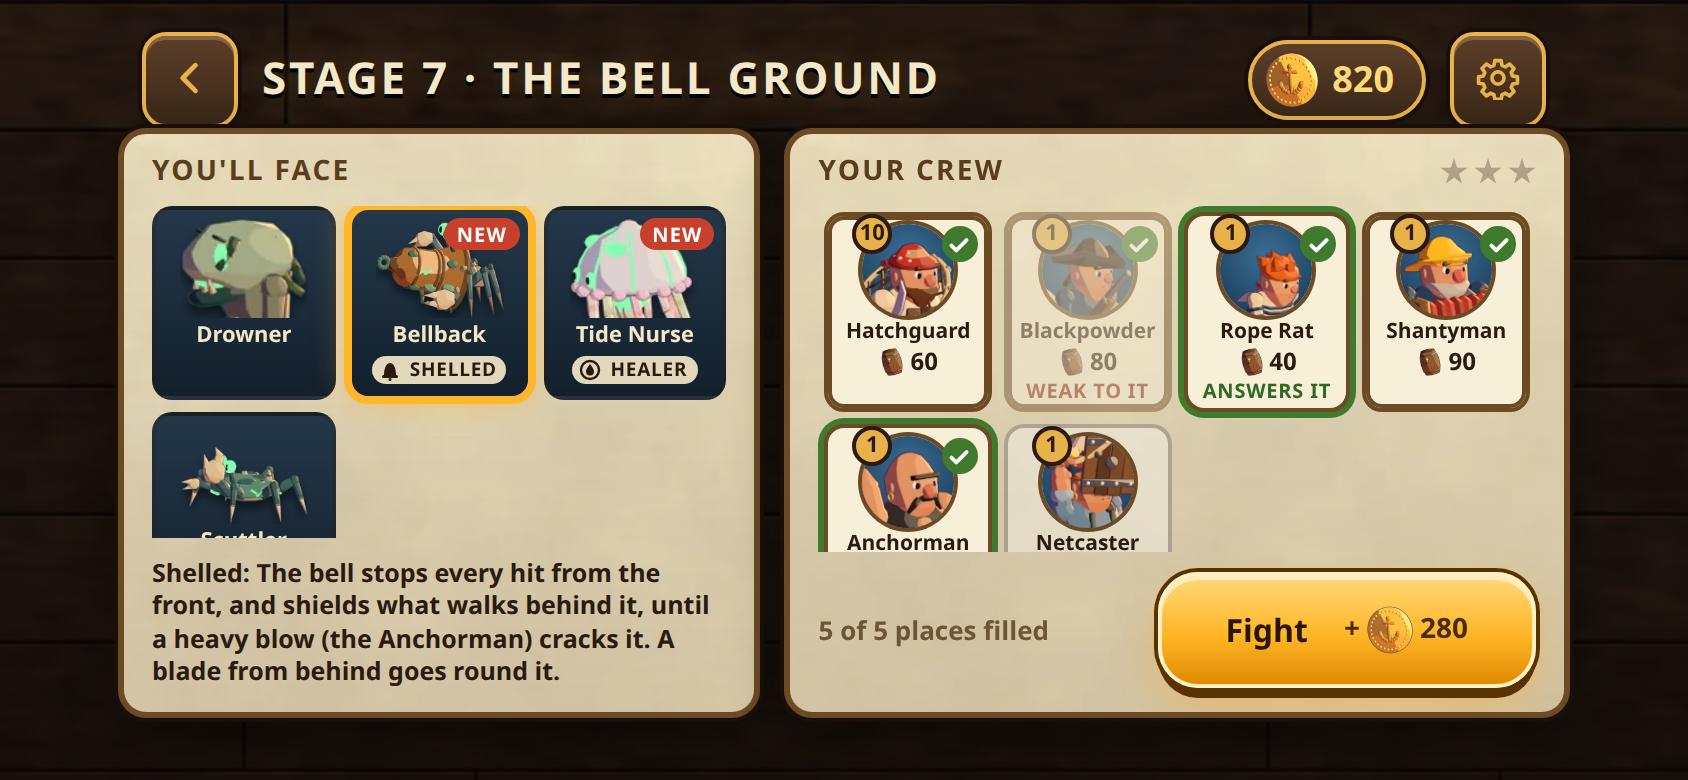 STAGE 7 · THE BELL GROUND
820
YOU'LL FACE
Drowner
NEW
Bellback
SHELLED
NEW
Tide Nurse
HEALER
Shelled: The bell stops every hit from the
front, and shields what walks behind it, until
a heavy blow (the Anchorman) cracks it. A
blade from behind goes round it.
YOUR CREW
10
Hatchguard
60
1
Blackpowder
80
WEAK TO IT
1
Rope Rat
40
ANSWERS IT
1
Shantyman
90
1
Anchorman
1
Netcaster
5 of 5 places filled
Fight + 280